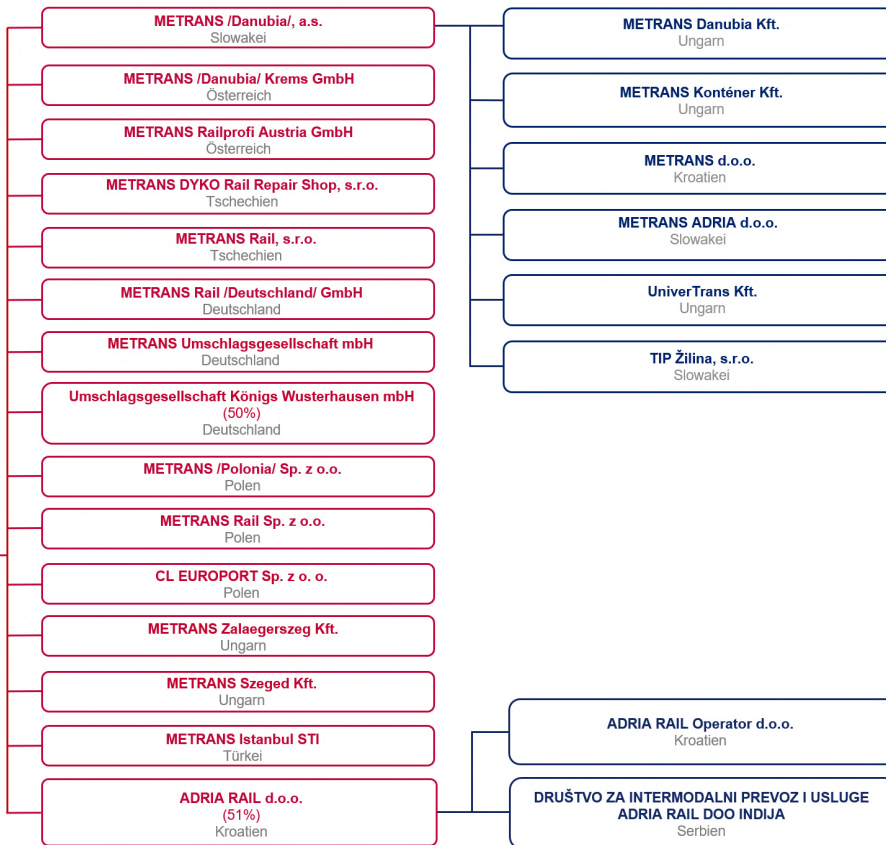 METRANS /Danubia/, a.s.
Slowakei
METRANS /Danubia/ Krems GmbH
Österreich
METRANS Railprofi Austria GmbH
Österreich
METRANS DYKO Rail Repair Shop, s.r.o.
Tschechien
METRANS Rail, s.r.o.
Tschechien
METRANS Rail /Deutschland/ GmbH
Deutschland
METRANS Umschlagsgesellschaft mbH
Deutschland
Umschlagsgesellschaft Königs Wusterhausen mbH
(50%)
Deutschland
METRANS /Polonia/ Sp. z o.o.
Polen
METRANS Rail Sp. z o.o.
Polen
CL EUROPORT Sp. z o. o.
Polen
METRANS Zalaegerszeg Kft.
Ungarn
METRANS Szeged Kft.
Ungarn
METRANS Istanbul STI
Türkei
ADRIA RAIL d.o.o.
(51%)
Kroatien
METRANS Danubia Kft.
Ungarn
METRANS Konténer Kft.
Ungarn
METRANS d.o.o.
Kroatien
METRANS ADRIA d.o.o.
Slowakei
UniverTrans Kft.
Ungarn
TIP Žilina, s.r.o.
Slowakei
ADRIA RAIL Operator d.o.o.
Kroatien
DRUŠTVO ZA INTERMODALNI PREVOZ I USLUGE
ADRIA RAIL DOO INDIJA
Serbien